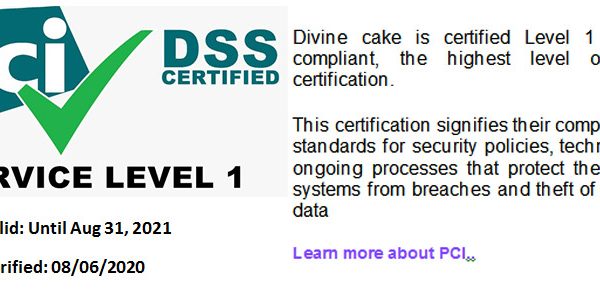 ci
DSS
CERTIFIED
RVICE LEVEL 1
lid: Until Aug 31, 2021
rified: 08/06/2020
Divine cake is certified Level 1
compliant, the highest level o
certification.
This certification signifies their comp
standards for security policies, techn
ongoing processes that protect the
systems from breaches and theft of
data
Learn more about PCI..